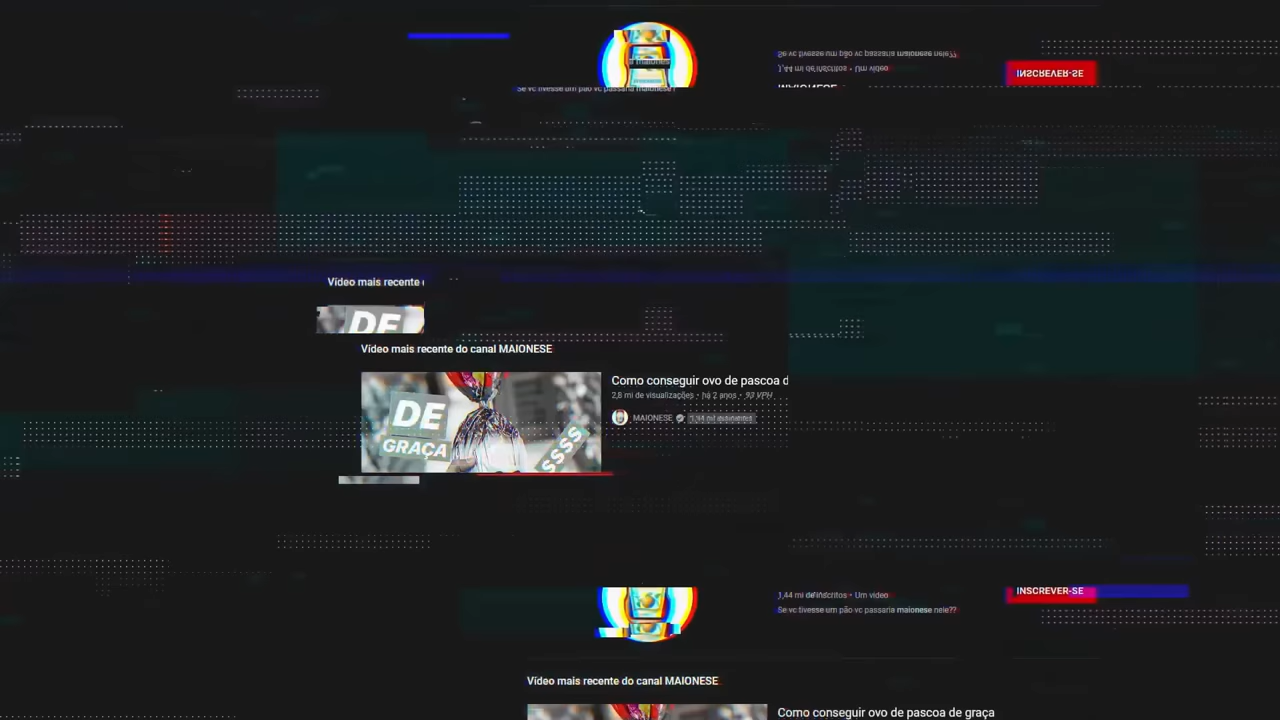 Se vc tivesse um pão vc passaria maionese nele??
1,44 mi de inscritos • Um vídeo
INSCREVER-SE
MAIONESE
Se vc tivesse um pão vc passaria maionese
Vídeo mais recente
DE
Vídeo mais recente do canal MAIONESE
DE
GRAÇA
SSSS
Como conseguir ovo de pascoa d
2,8 mi de visualizações • há 2 anos • 93 VPH
MAIONESE
1,44 mi de inscritos • Um vídeo
INSCREVER-SE
Se vc tivesse um pão vc passaria maionese nele??
Vídeo mais recente do canal MAIONESE
Como conseguir ovo de pascoa de graça